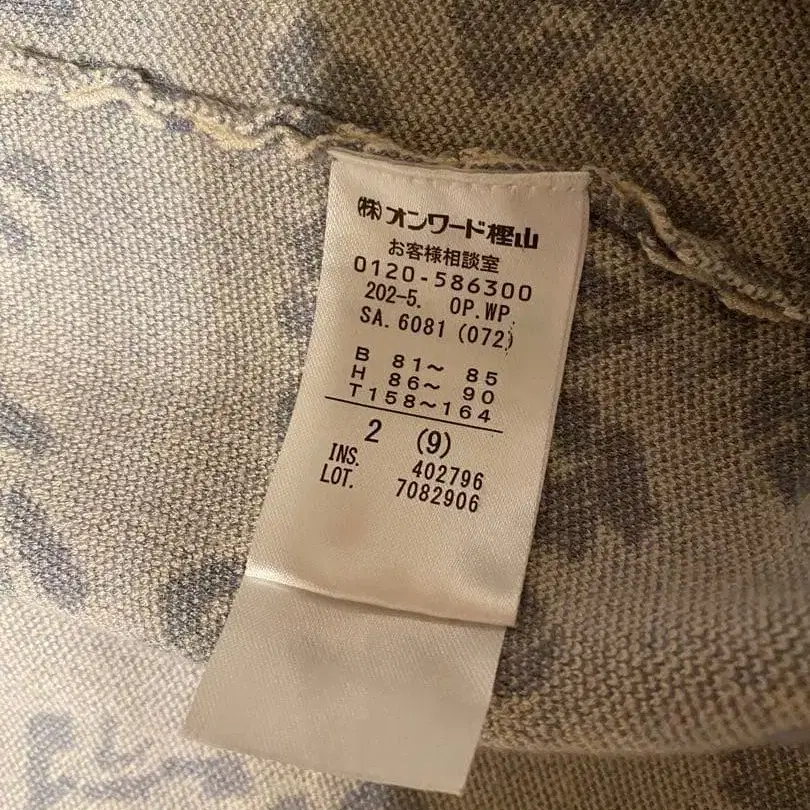 (株)オンワード樫山
お客様相談室
0120-586300
202-5. OP.WP
SA.6081(072)
B 81～ 85
H 86～ 90
T158～164
2 (9)
INS. 402796
LOT. 7082906